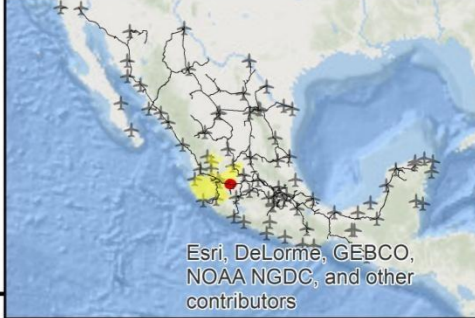 Esri, DeLorme, GEBCO,
NOAA NGDC, and other
contributors